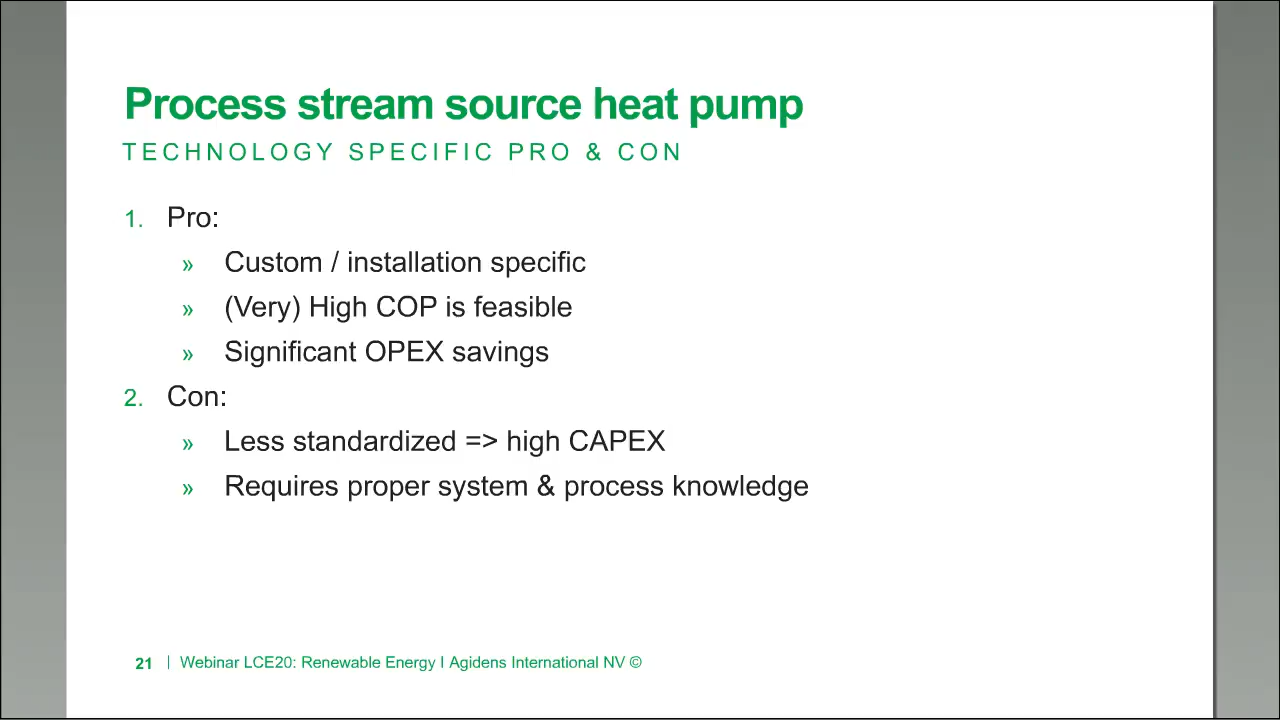 Process stream source heat pump
TECHNOLOGY SPECIFIC PRO & CON
1. Pro:
» Custom / installation specific
» (Very) High COP is feasible
» Significant OPEX savings
2. Con:
» Less standardized => high CAPEX
» Requires proper system & process knowledge
21 | Webinar LCE20: Renewable Energy I Agidens International NV ©